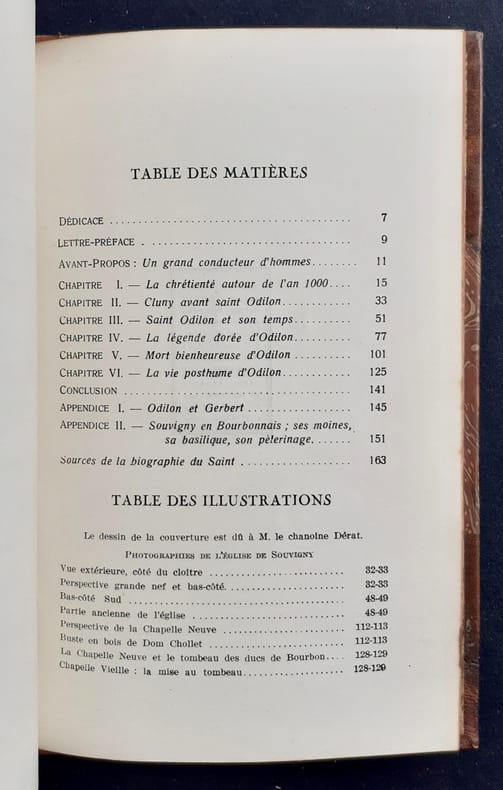 TABLE DES MATIÈRES
DÉDICACE ........................................ 7
LETTRE-PRÉFACE . .................................. 9
AVANT-PROPOS : Un grand conducteur d'hommes........ 11
CHAPITRE I. — La chrétienté autour de l'an 1000.... 15
CHAPITRE II. — Cluny avant saint Odilon............ 33
CHAPITRE III. — Saint Odilon et son temps.......... 51
CHAPITRE IV. — La légende dorée d'Odilon.......... 77
CHAPITRE V. — Mort bienheureuse d'Odilon .......... 101
CHAPITRE VI. — La vie posthume d'Odilon............ 125
CONCLUSION ...................................... 141
APPENDICE I. — Odilon et Gerbert .................. 145
APPENDICE II. — Souvigny en Bourbonnais ; ses moines,
sa basilique, son pèlerinage....... 151
Sources de la biographie du Saint ................... 163
TABLE DES ILLUSTRATIONS
Le dessin de la couverture est dû à M. le chanoine Dérat.
PHOTOGRAPHIES DE L'ÉGLISE DE SOUVIGNY
Vue extérieure, côté du cloître ........................ 32-33
Perspective grande nef et bas-côté..................... 32-33
Bas-côté Sud ...................................... 48-49
Partie ancienne de l'église ........................... 48-49
Perspective de la Chapelle Neuve ..................... 112-113
Buste en bois de Dom Chollet ........................ 112-113
La Chapelle Neuve et le tombeau des ducs de Bourbon.... 128-129
Chapelle Vieille : la mise au tombeau................... 128-129